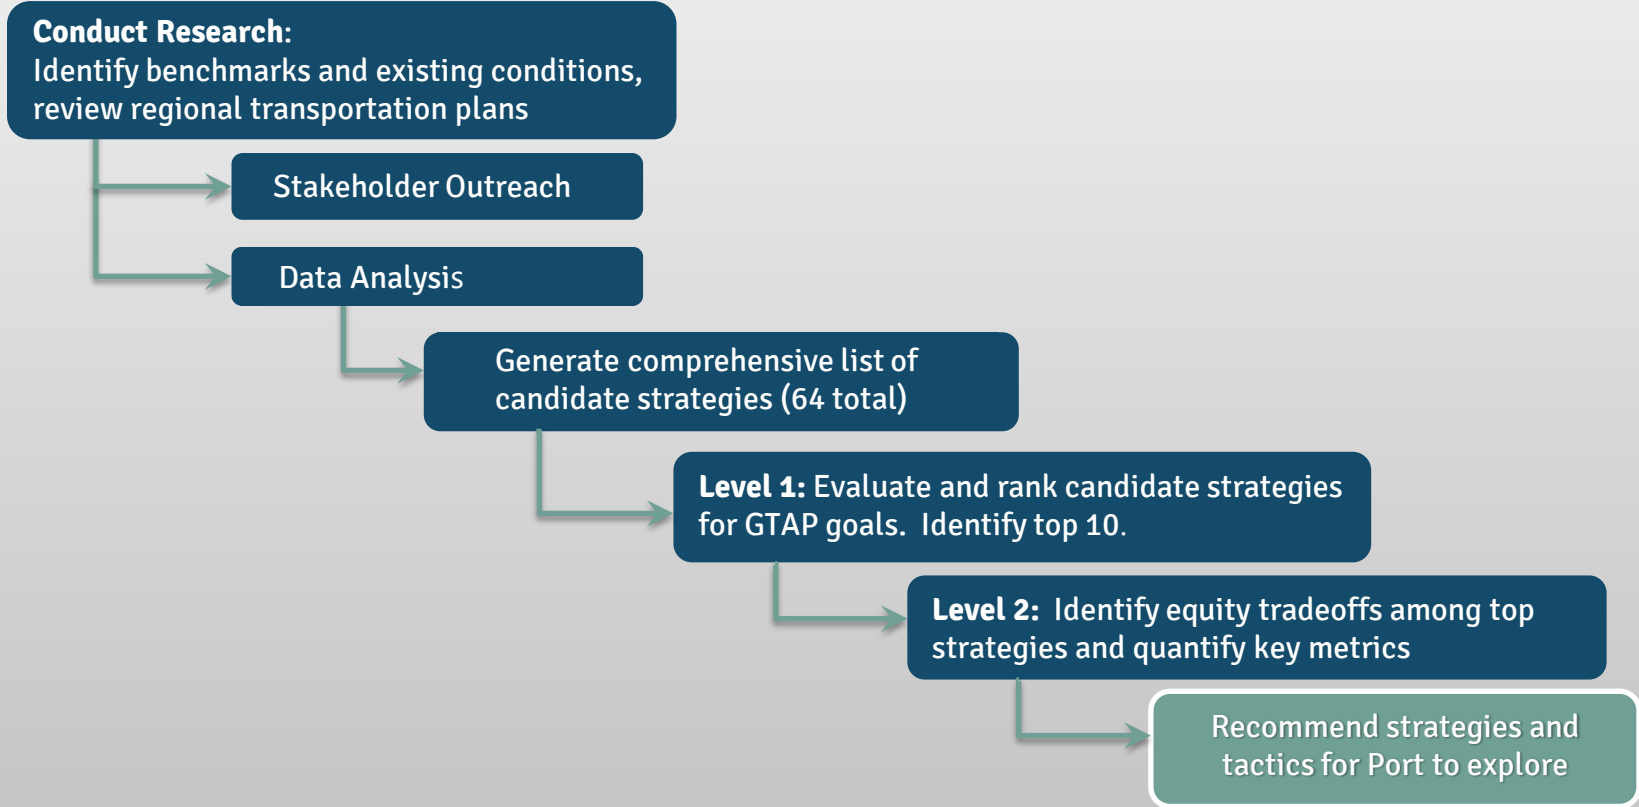 Conduct Research:
Identify benchmarks and existing conditions,
review regional transportation plans
Stakeholder Outreach
Data Analysis
Generate comprehensive list of
candidate strategies (64 total)
Level 1: Evaluate and rank candidate strategies
for GTAP goals.  Identify top 10.
Level 2:  Identify equity tradeoffs among top
strategies and quantify key metrics
Recommend strategies and
tactics for Port to explore